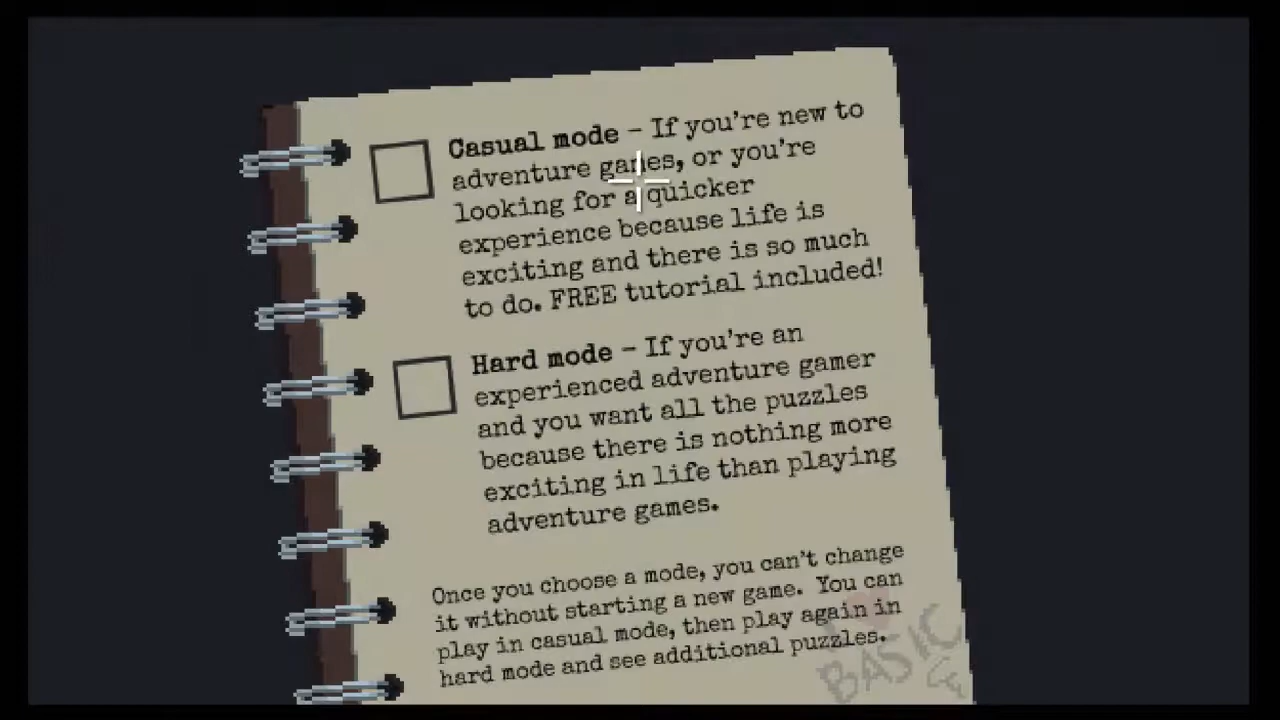 Casual mode – If you're new to
adventure games, or you're
looking for a quicker
experience because life is
exciting and there is so much
to do. FREE tutorial included!
Hard mode – If you're an
experienced adventure gamer
and you want all the puzzles
because there is nothing more
exciting in life than playing
adventure games.
Once you choose a mode, you can't change
it without starting a new game. You can
play in casual mode, then play again in
hard mode and see additional puzzles.
I ❤
BASIC